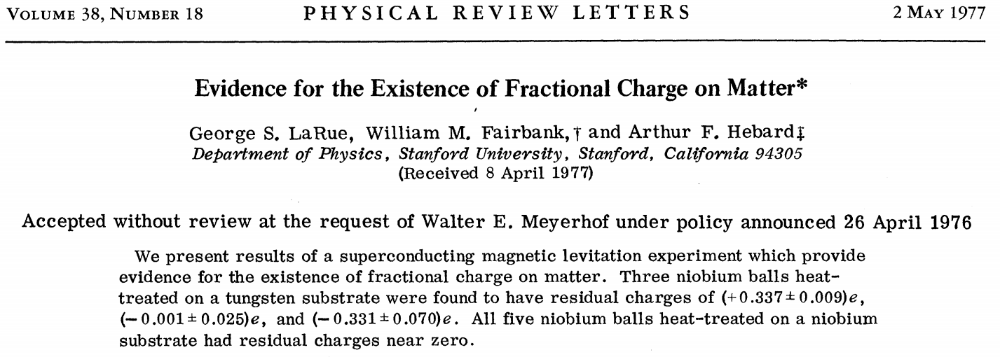 VOLUME 38, NUMBER 18 PHYSICAL REVIEW LETTERS 2 MAY 1977
Evidence for the Existence of Fractional Charge on Matter*
George S. LaRue, William M. Fairbank,† and Arthur F. Hebard‡
Department of Physics, Stanford University, Stanford, California 94305
(Received 8 April 1977)
Accepted without review at the request of Walter E. Meyerhof under policy announced 26 April 1976
We present results of a superconducting magnetic levitation experiment which provide
evidence for the existence of fractional charge on matter. Three niobium balls heat-
treated on a tungsten substrate were found to have residual charges of (+0.337±0.009)e,
(−0.001±0.025)e, and (−0.331±0.070)e. All five niobium balls heat-treated on a niobium
substrate had residual charges near zero.